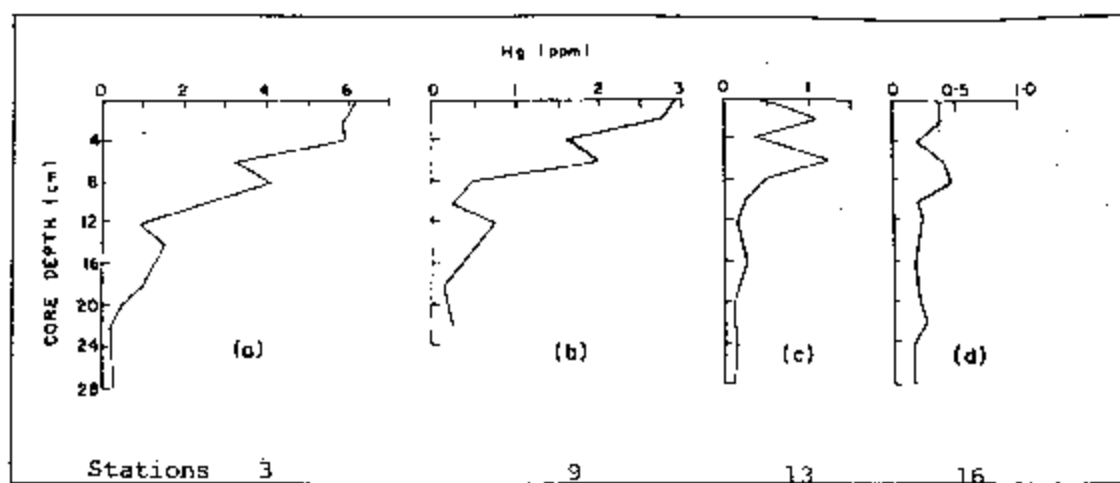 Hg (ppm)
0 2 4 6
0 1 2 3
0 1
0 0·5 1·0
CORE DEPTH (cm)
4
8
12
16
20
24
28
(a) (b) (c) (d)
Stations 3 9 13 16